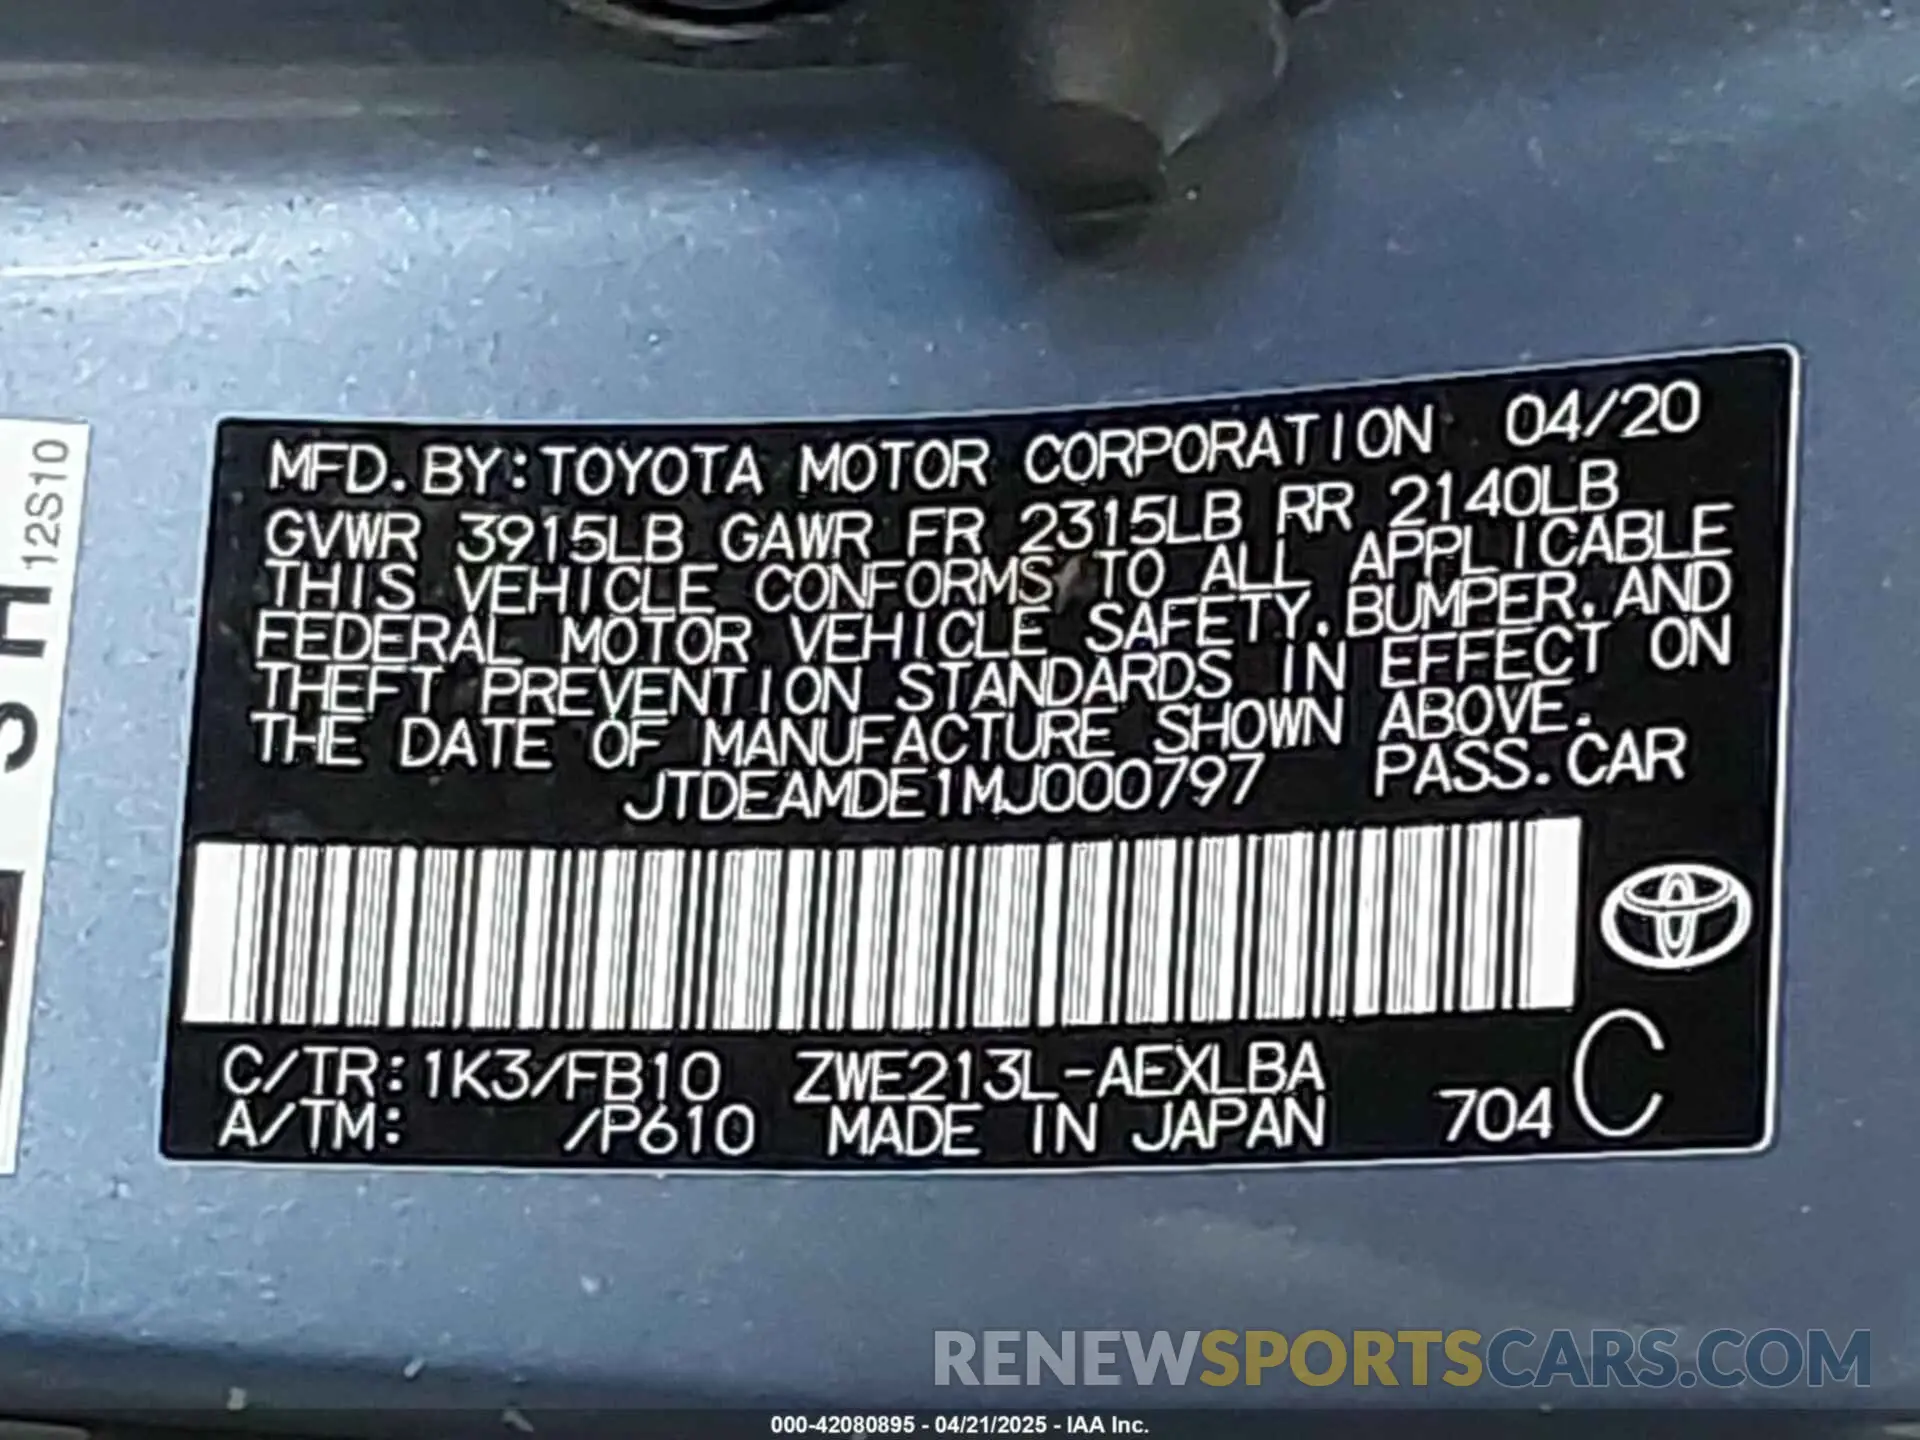 12S10
S H
MFD. BY: TOYOTA MOTOR CORPORATION 04/20
GVWR 3915LB GAWR FR 2315LB RR 2140LB
THIS VEHICLE CONFORMS TO ALL APPLICABLE
FEDERAL MOTOR VEHICLE SAFETY, BUMPER, AND
THEFT PREVENTION STANDARDS IN EFFECT ON
THE DATE OF MANUFACTURE SHOWN ABOVE.
JTDEAMDE1MJ000797 PASS. CAR
C/TR: 1K3/FB10 ZWE213L-AEXLBA
A/TM: /P610 MADE IN JAPAN 704 C
RENEWSPORTSCARS.COM
000-42080895 - 04/21/2025 - IAA Inc.